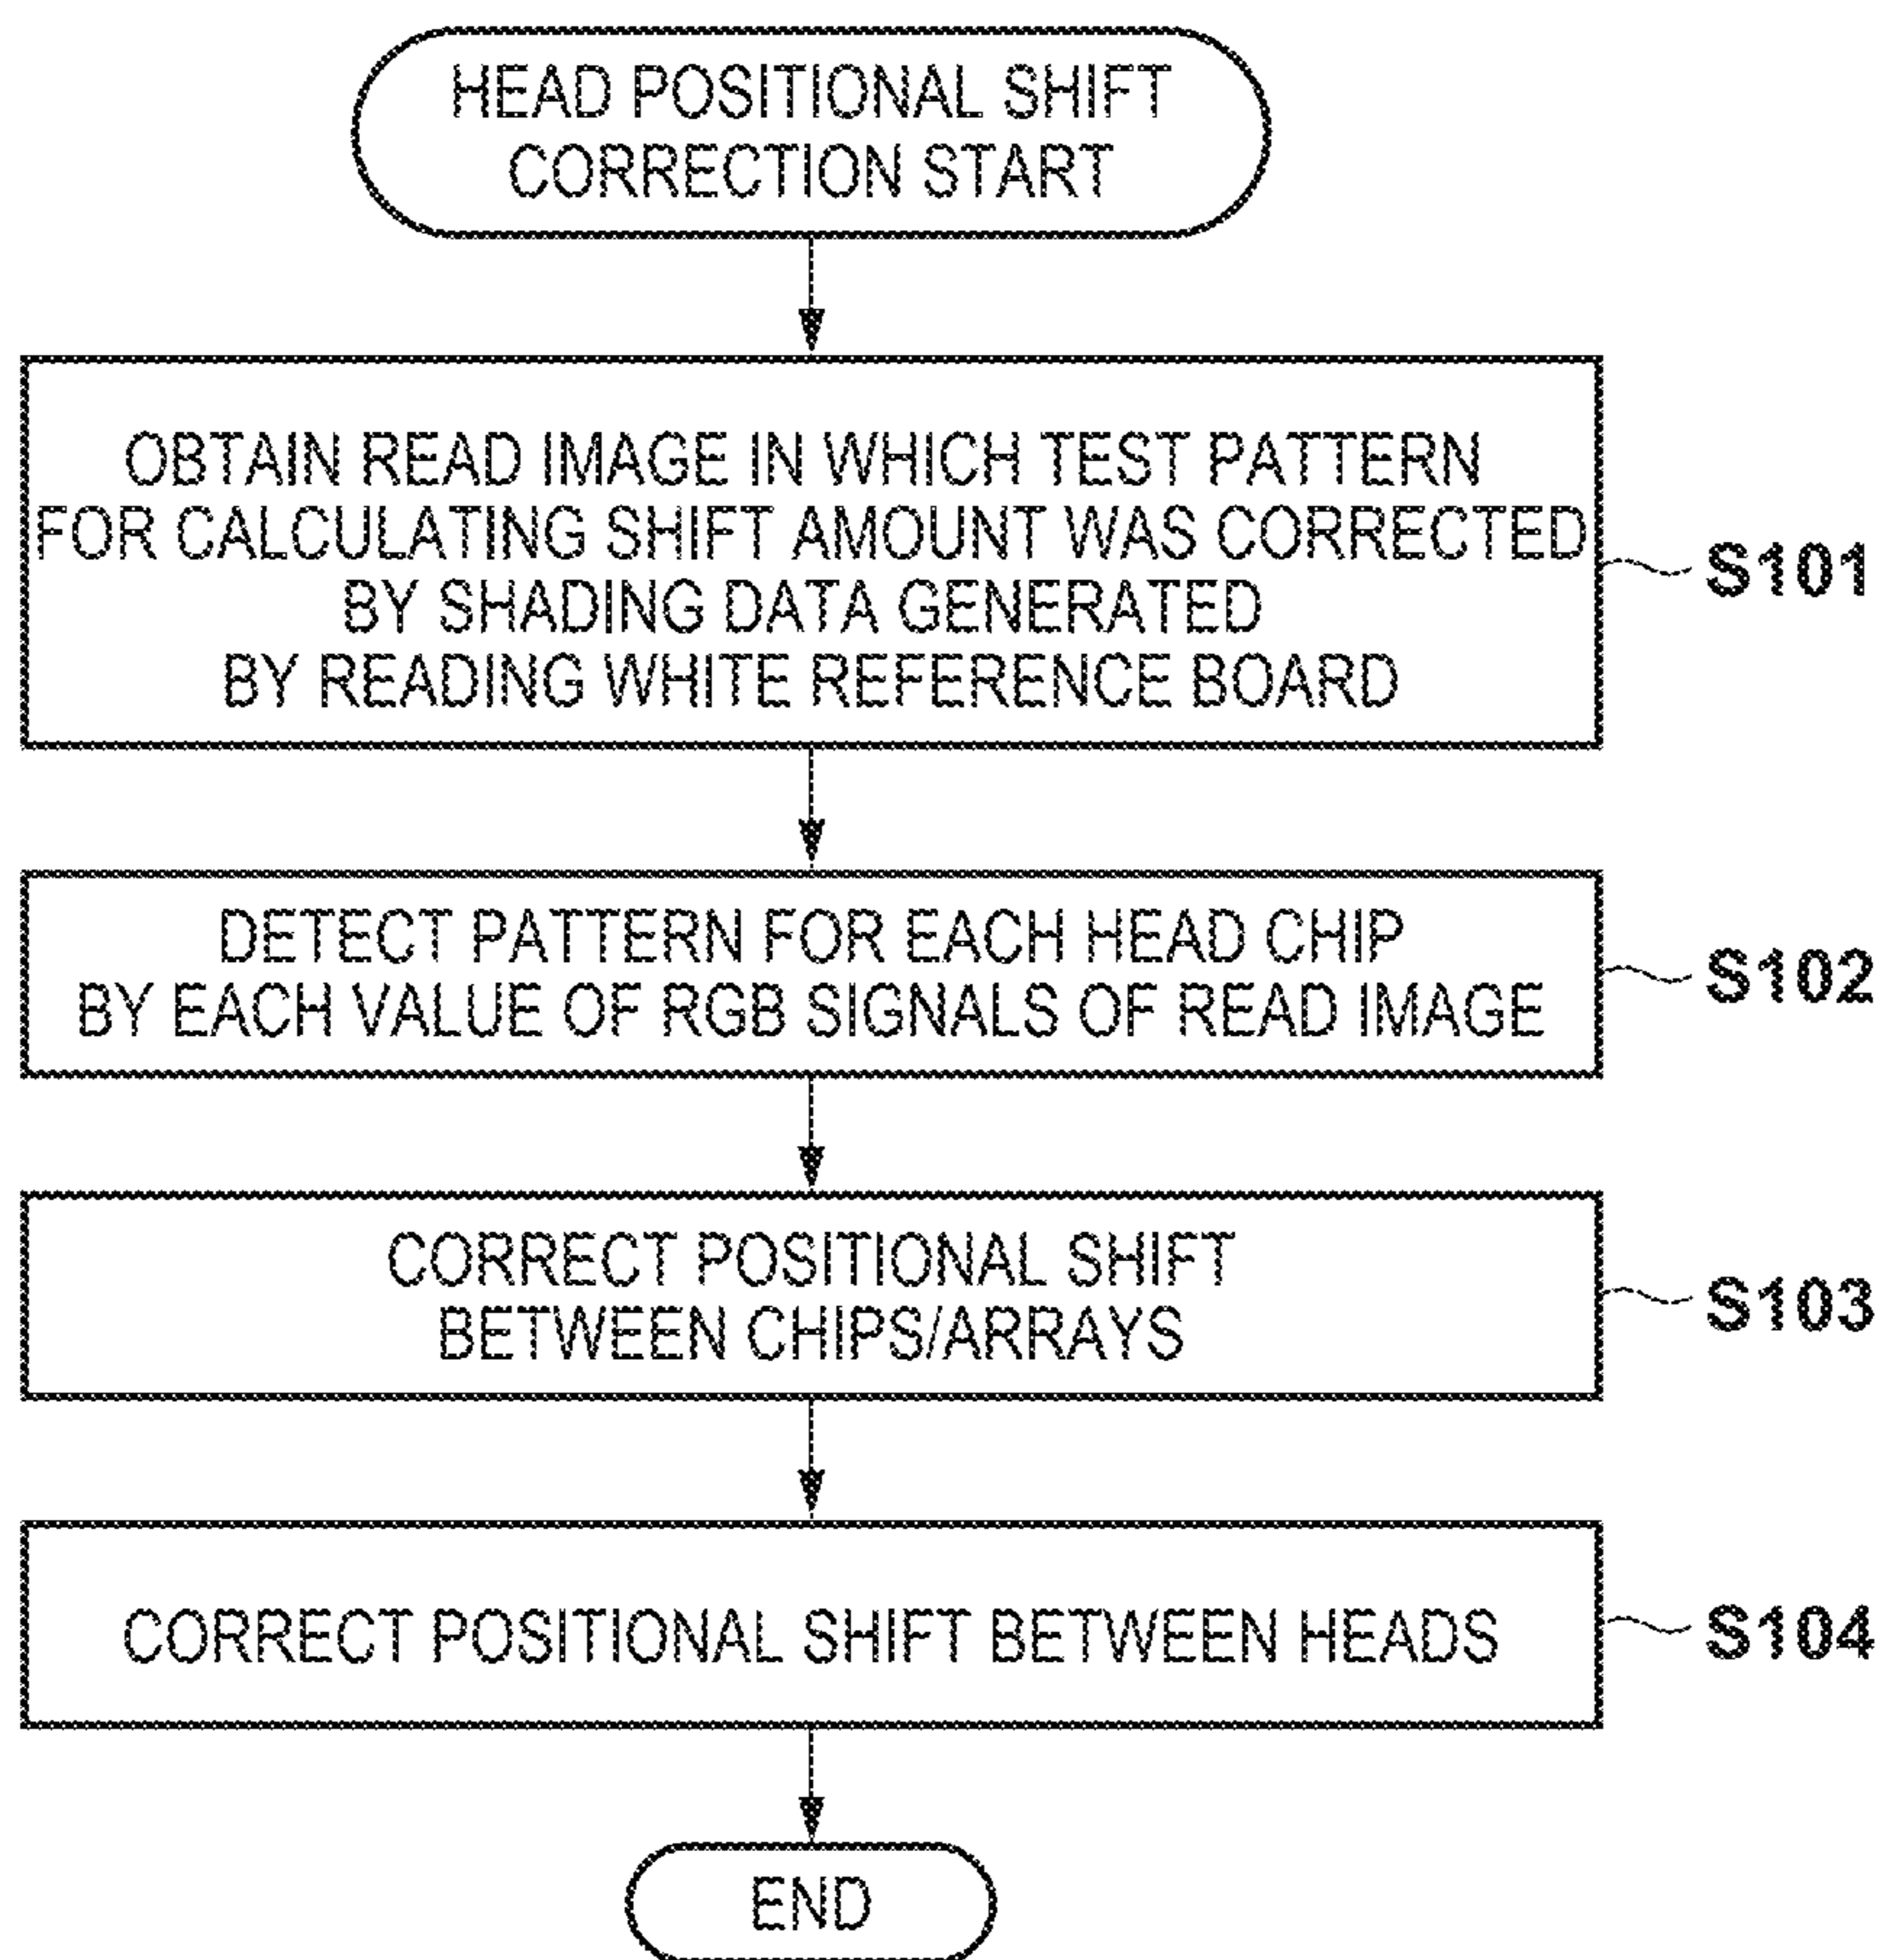 HEAD POSITIONAL SHIFT
CORRECTION START
OBTAIN READ IMAGE IN WHICH TEST PATTERN
FOR CALCULATING SHIFT AMOUNT WAS CORRECTED
BY SHADING DATA GENERATED
BY READING WHITE REFERENCE BOARD
S101
DETECT PATTERN FOR EACH HEAD CHIP
BY EACH VALUE OF RGB SIGNALS OF READ IMAGE
S102
CORRECT POSITIONAL SHIFT
BETWEEN CHIPS/ARRAYS
S103
CORRECT POSITIONAL SHIFT BETWEEN HEADS
S104
END